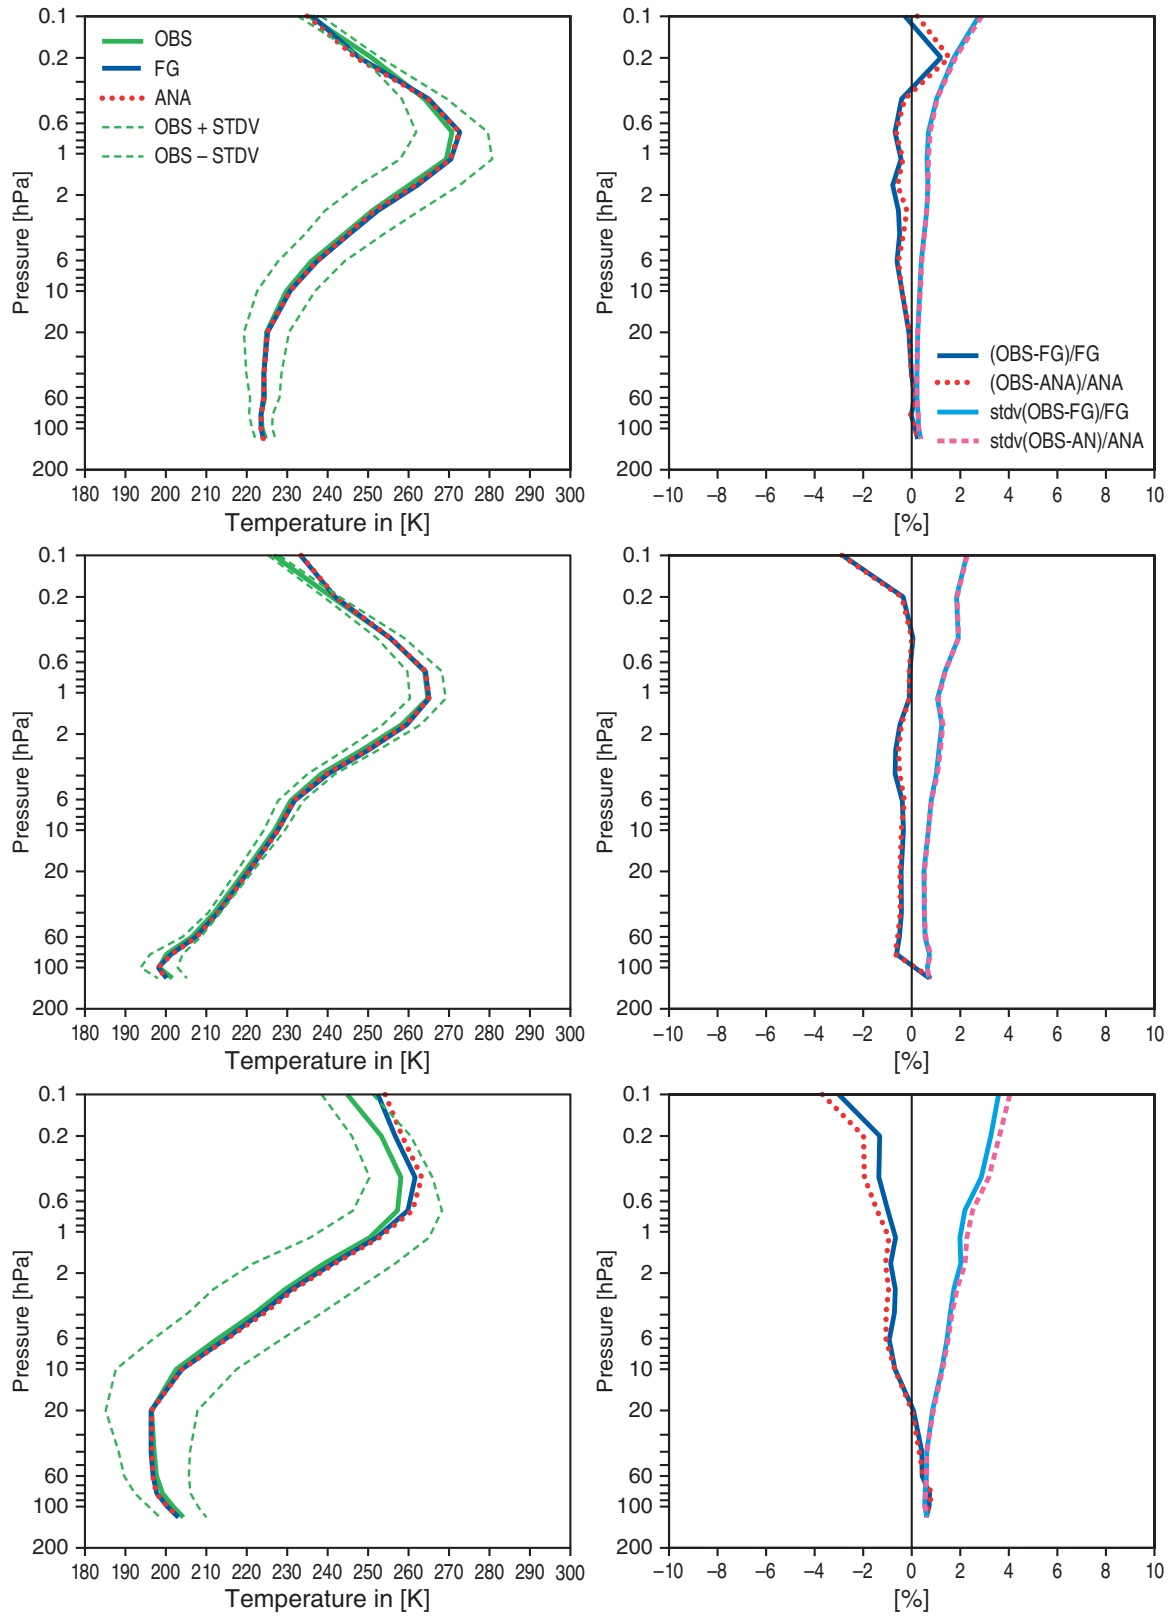 0.1
0.2
0.6
1
2
6
10
20
60
100
200
Pressure [hPa]
OBS
FG
ANA
OBS + STDV
OBS – STDV
180 190 200 210 220 230 240 250 260 270 280 290 300
Temperature in [K]
0.1
0.2
0.6
1
2
6
10
20
60
100
200
Pressure [hPa]
(OBS-FG)/FG
(OBS-ANA)/ANA
stdv(OBS-FG)/FG
stdv(OBS-AN)/ANA
–10 –8 –6 –4 –2 0 2 4 6 8 10
[%]
0.1
0.2
0.6
1
2
6
10
20
60
100
200
Pressure [hPa]
180 190 200 210 220 230 240 250 260 270 280 290 300
Temperature in [K]
0.1
0.2
0.6
1
2
6
10
20
60
100
200
Pressure [hPa]
–10 –8 –6 –4 –2 0 2 4 6 8 10
[%]
0.1
0.2
0.6
1
2
6
10
20
60
100
200
Pressure [hPa]
180 190 200 210 220 230 240 250 260 270 280 290 300
Temperature in [K]
0.1
0.2
0.6
1
2
6
10
20
60
100
200
Pressure [hPa]
–10 –8 –6 –4 –2 0 2 4 6 8 10
[%]